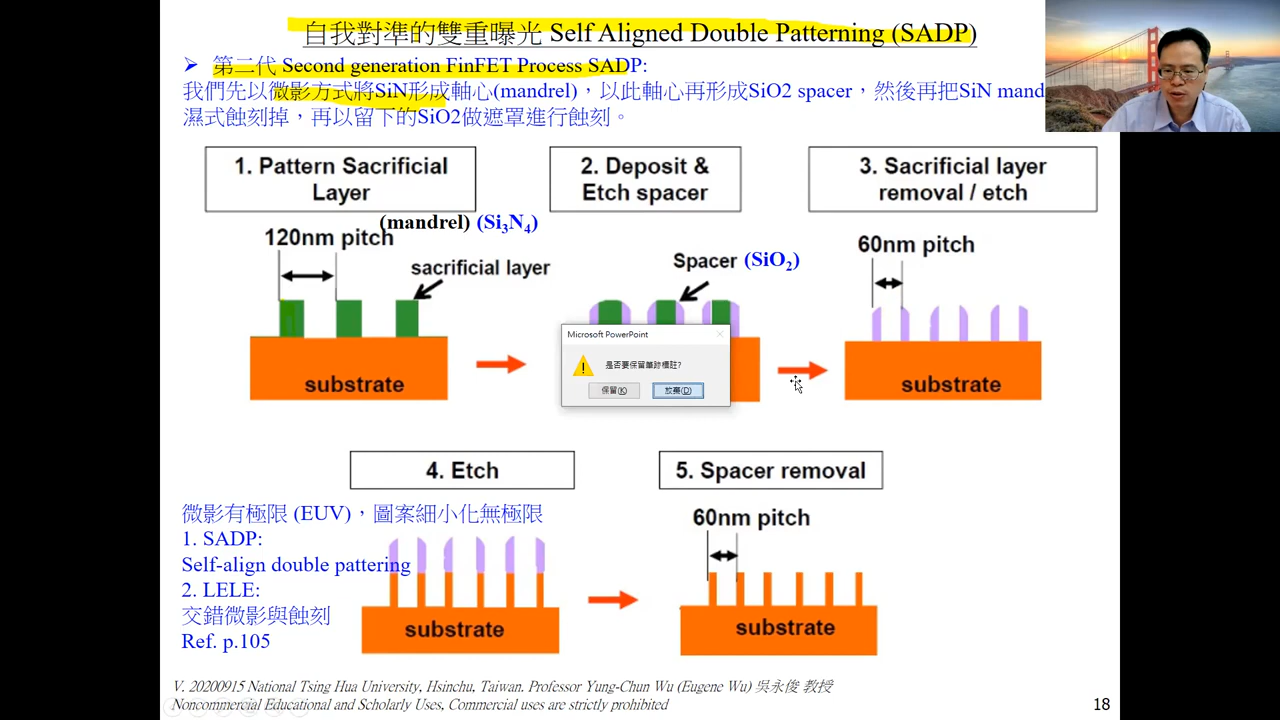 自我對準的雙重曝光 Self Aligned Double Patterning (SADP)
➢ 第二代 Second generation FinFET Process SADP:
我們先以微影方式將SiN形成軸心(mandrel)，以此軸心再形成SiO2 spacer，然後再把SiN mand
濕式蝕刻掉，再以留下的SiO2做遮罩進行蝕刻。
1. Pattern Sacrificial
Layer
2. Deposit &
Etch spacer
3. Sacrificial layer
removal / etch
(mandrel) (Si3N4)
120nm pitch
sacrificial layer
Spacer (SiO2)
60nm pitch
substrate
substrate
Microsoft PowerPoint
是否要保留筆跡標註?
保留(K)
放棄(D)
4. Etch
5. Spacer removal
微影有極限 (EUV)，圖案細小化無極限
1. SADP:
Self-align double pattering
2. LELE:
交錯微影與蝕刻
Ref. p.105
substrate
60nm pitch
substrate
V. 20200915 National Tsing Hua University, Hsinchu, Taiwan. Professor Yung-Chun Wu (Eugene Wu) 吳永俊 教授
Noncommercial Educational and Scholarly Uses, Commercial uses are strictly prohibited
18